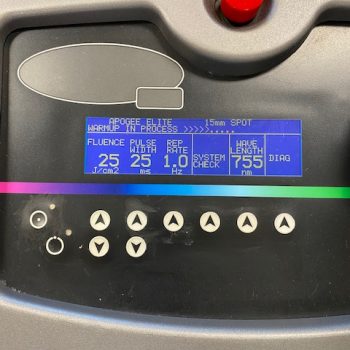 APOGEE ELITE 15mm SPOT
WARMUP IN PROCESS >>>>>.....
FLUENCE PULSE WIDTH REP RATE SYSTEM CHECK WAVE LENGTH DIAG
25 25 1.0 755
J/cm2 ms Hz nm